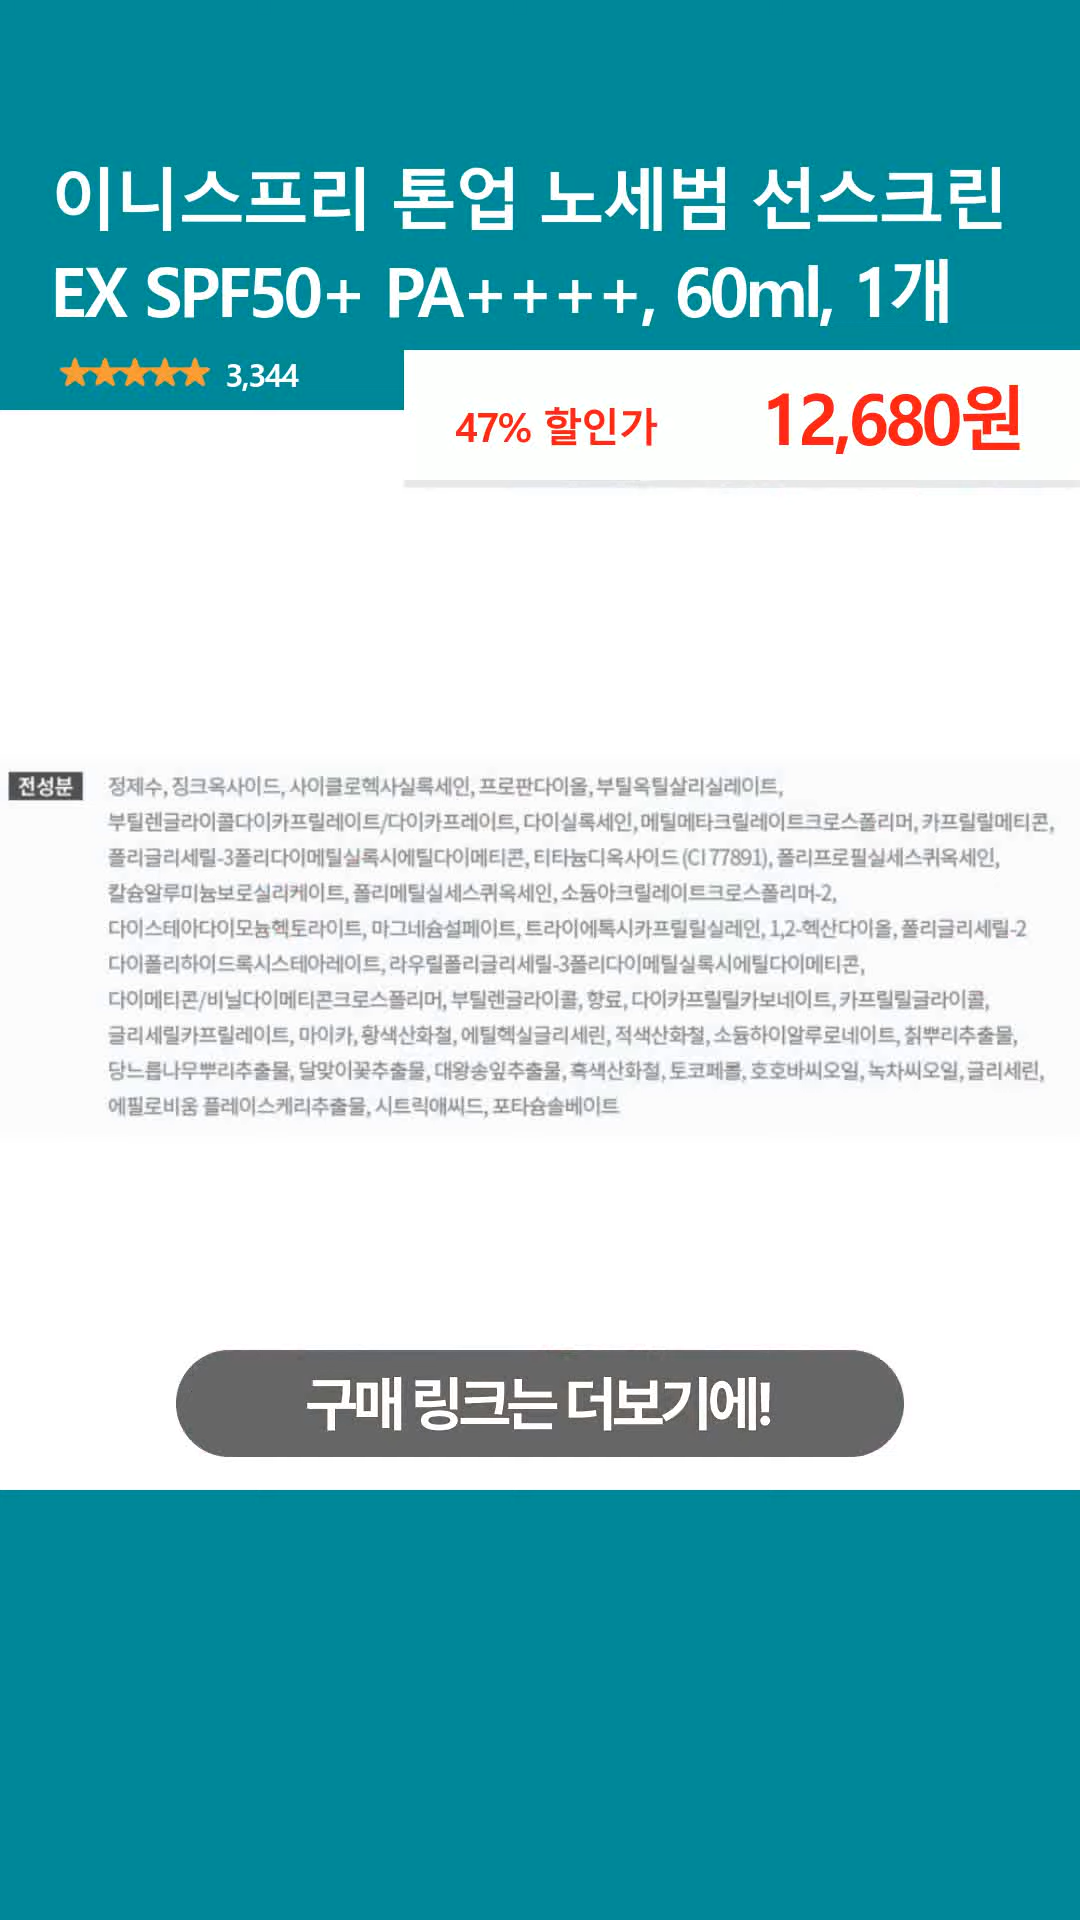 이니스프리 톤업 노세범 선스크린
EX SPF50+ PA++++, 60ml, 1개
3,344
47% 할인가 12,680원
전성분 정제수, 징크옥사이드, 사이클로헥사실록세인, 프로판다이올, 부틸옥틸살리실레이트,
부틸렌글라이콜다이카프릴레이트/다이카프레이트, 다이실록세인, 메틸메타크릴레이트크로스폴리머, 카프릴릴메티콘,
폴리글리세릴-3폴리다이메틸실록시에틸다이메티콘, 티타늄디옥사이드 (CI 77891), 폴리프로필실세스퀴옥세인,
칼슘알루미늄보로실리케이트, 폴리메틸실세스퀴옥세인, 소듐아크릴레이트크로스폴리머-2,
다이스테아다이모늄헥토라이트, 마그네슘설페이트, 트라이에톡시카프릴릴실레인, 1,2-헥산다이올, 폴리글리세릴-2
다이폴리하이드록시스테아레이트, 라우릴폴리글리세릴-3폴리다이메틸실록시에틸다이메티콘,
다이메티콘/비닐다이메티콘크로스폴리머, 부틸렌글라이콜, 향료, 다이카프릴릴카보네이트, 카프릴릴글라이콜,
글리세릴카프릴레이트, 마이카, 황색산화철, 에틸헥실글리세린, 적색산화철, 소듐하이알루로네이트, 칡뿌리추출물,
당느릅나무뿌리추출물, 달맞이꽃추출물, 대왕송잎추출물, 흑색산화철, 토코페롤, 호호바씨오일, 녹차씨오일, 글리세린,
에필로비움 플레이스케리추출물, 시트릭애씨드, 포타슘솔베이트
구매 링크는 더보기에!